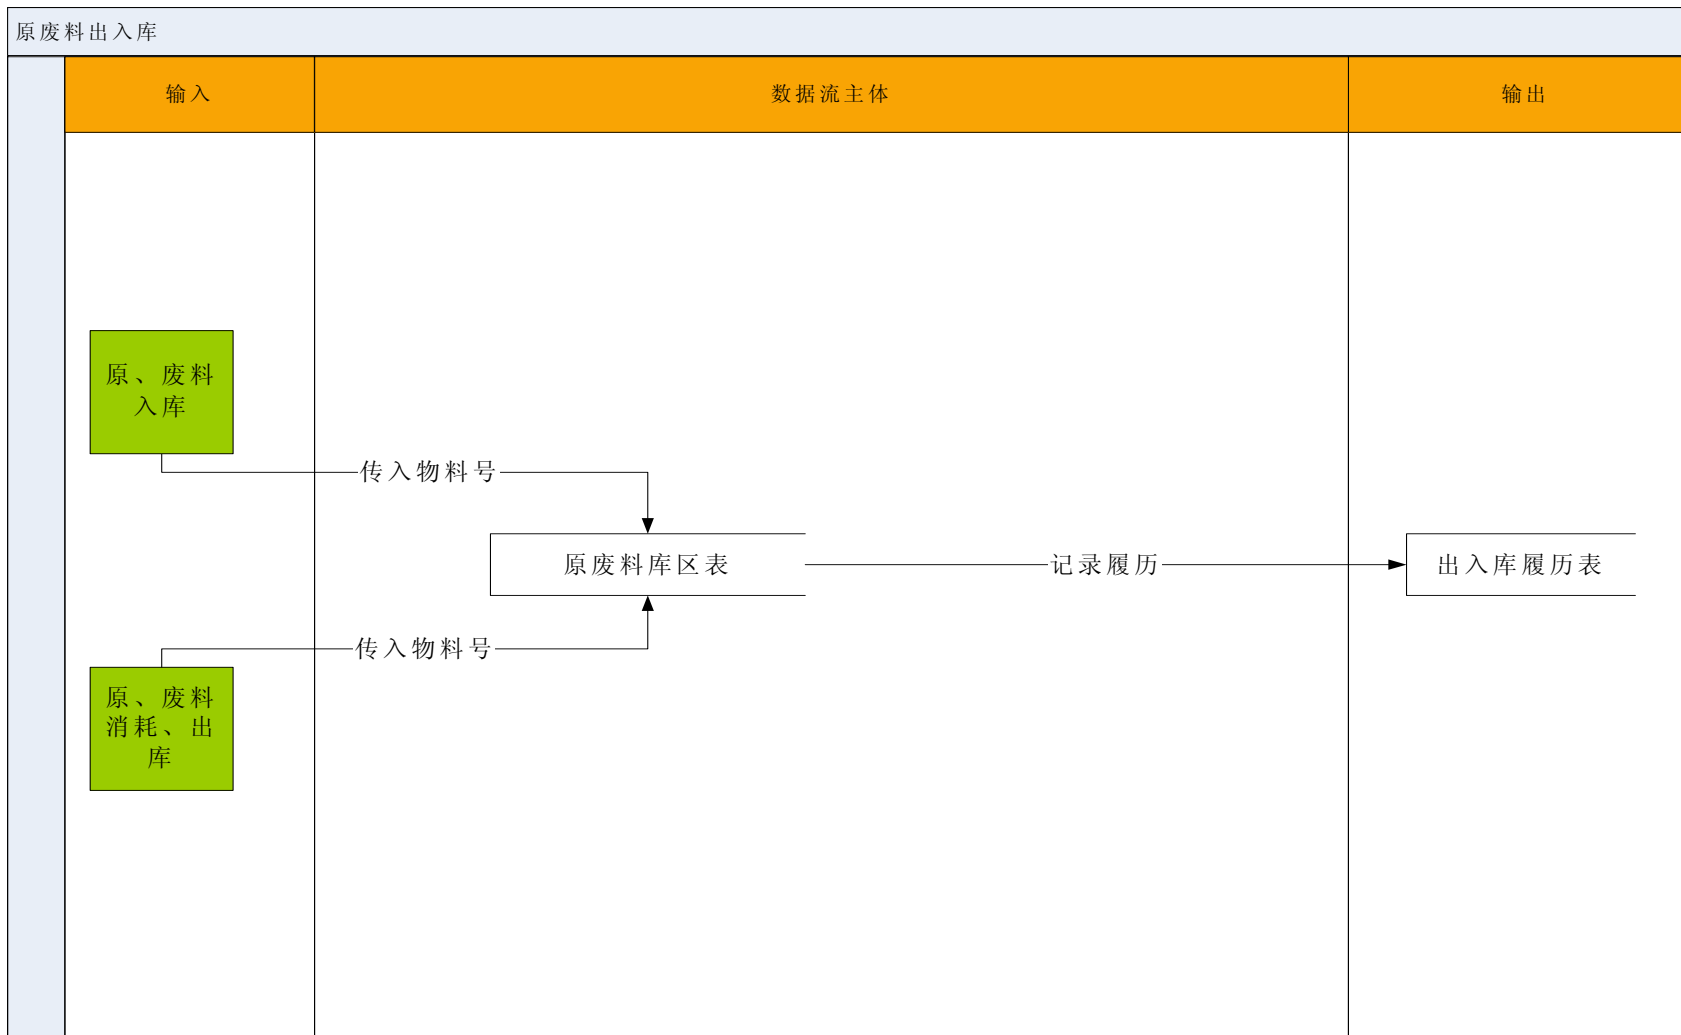 原废料出入库
输入
数据流主体
输出
原、废料
入库
传入物料号
原废料库区表
记录履历
出入库履历表
传入物料号
原、废料
消耗、出
库